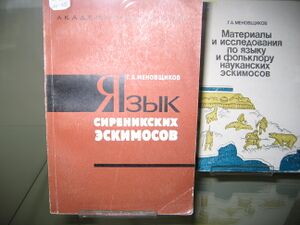 Г. А. МЕНОВЩИКОВ
ЯЗЫК
СИРЕНИКСКИХ
ЭСКИМОСОВ
Г.А. МЕНОВЩИКОВ
Материалы
и исследования
по языку
и фольклору
науканских
эскимосов